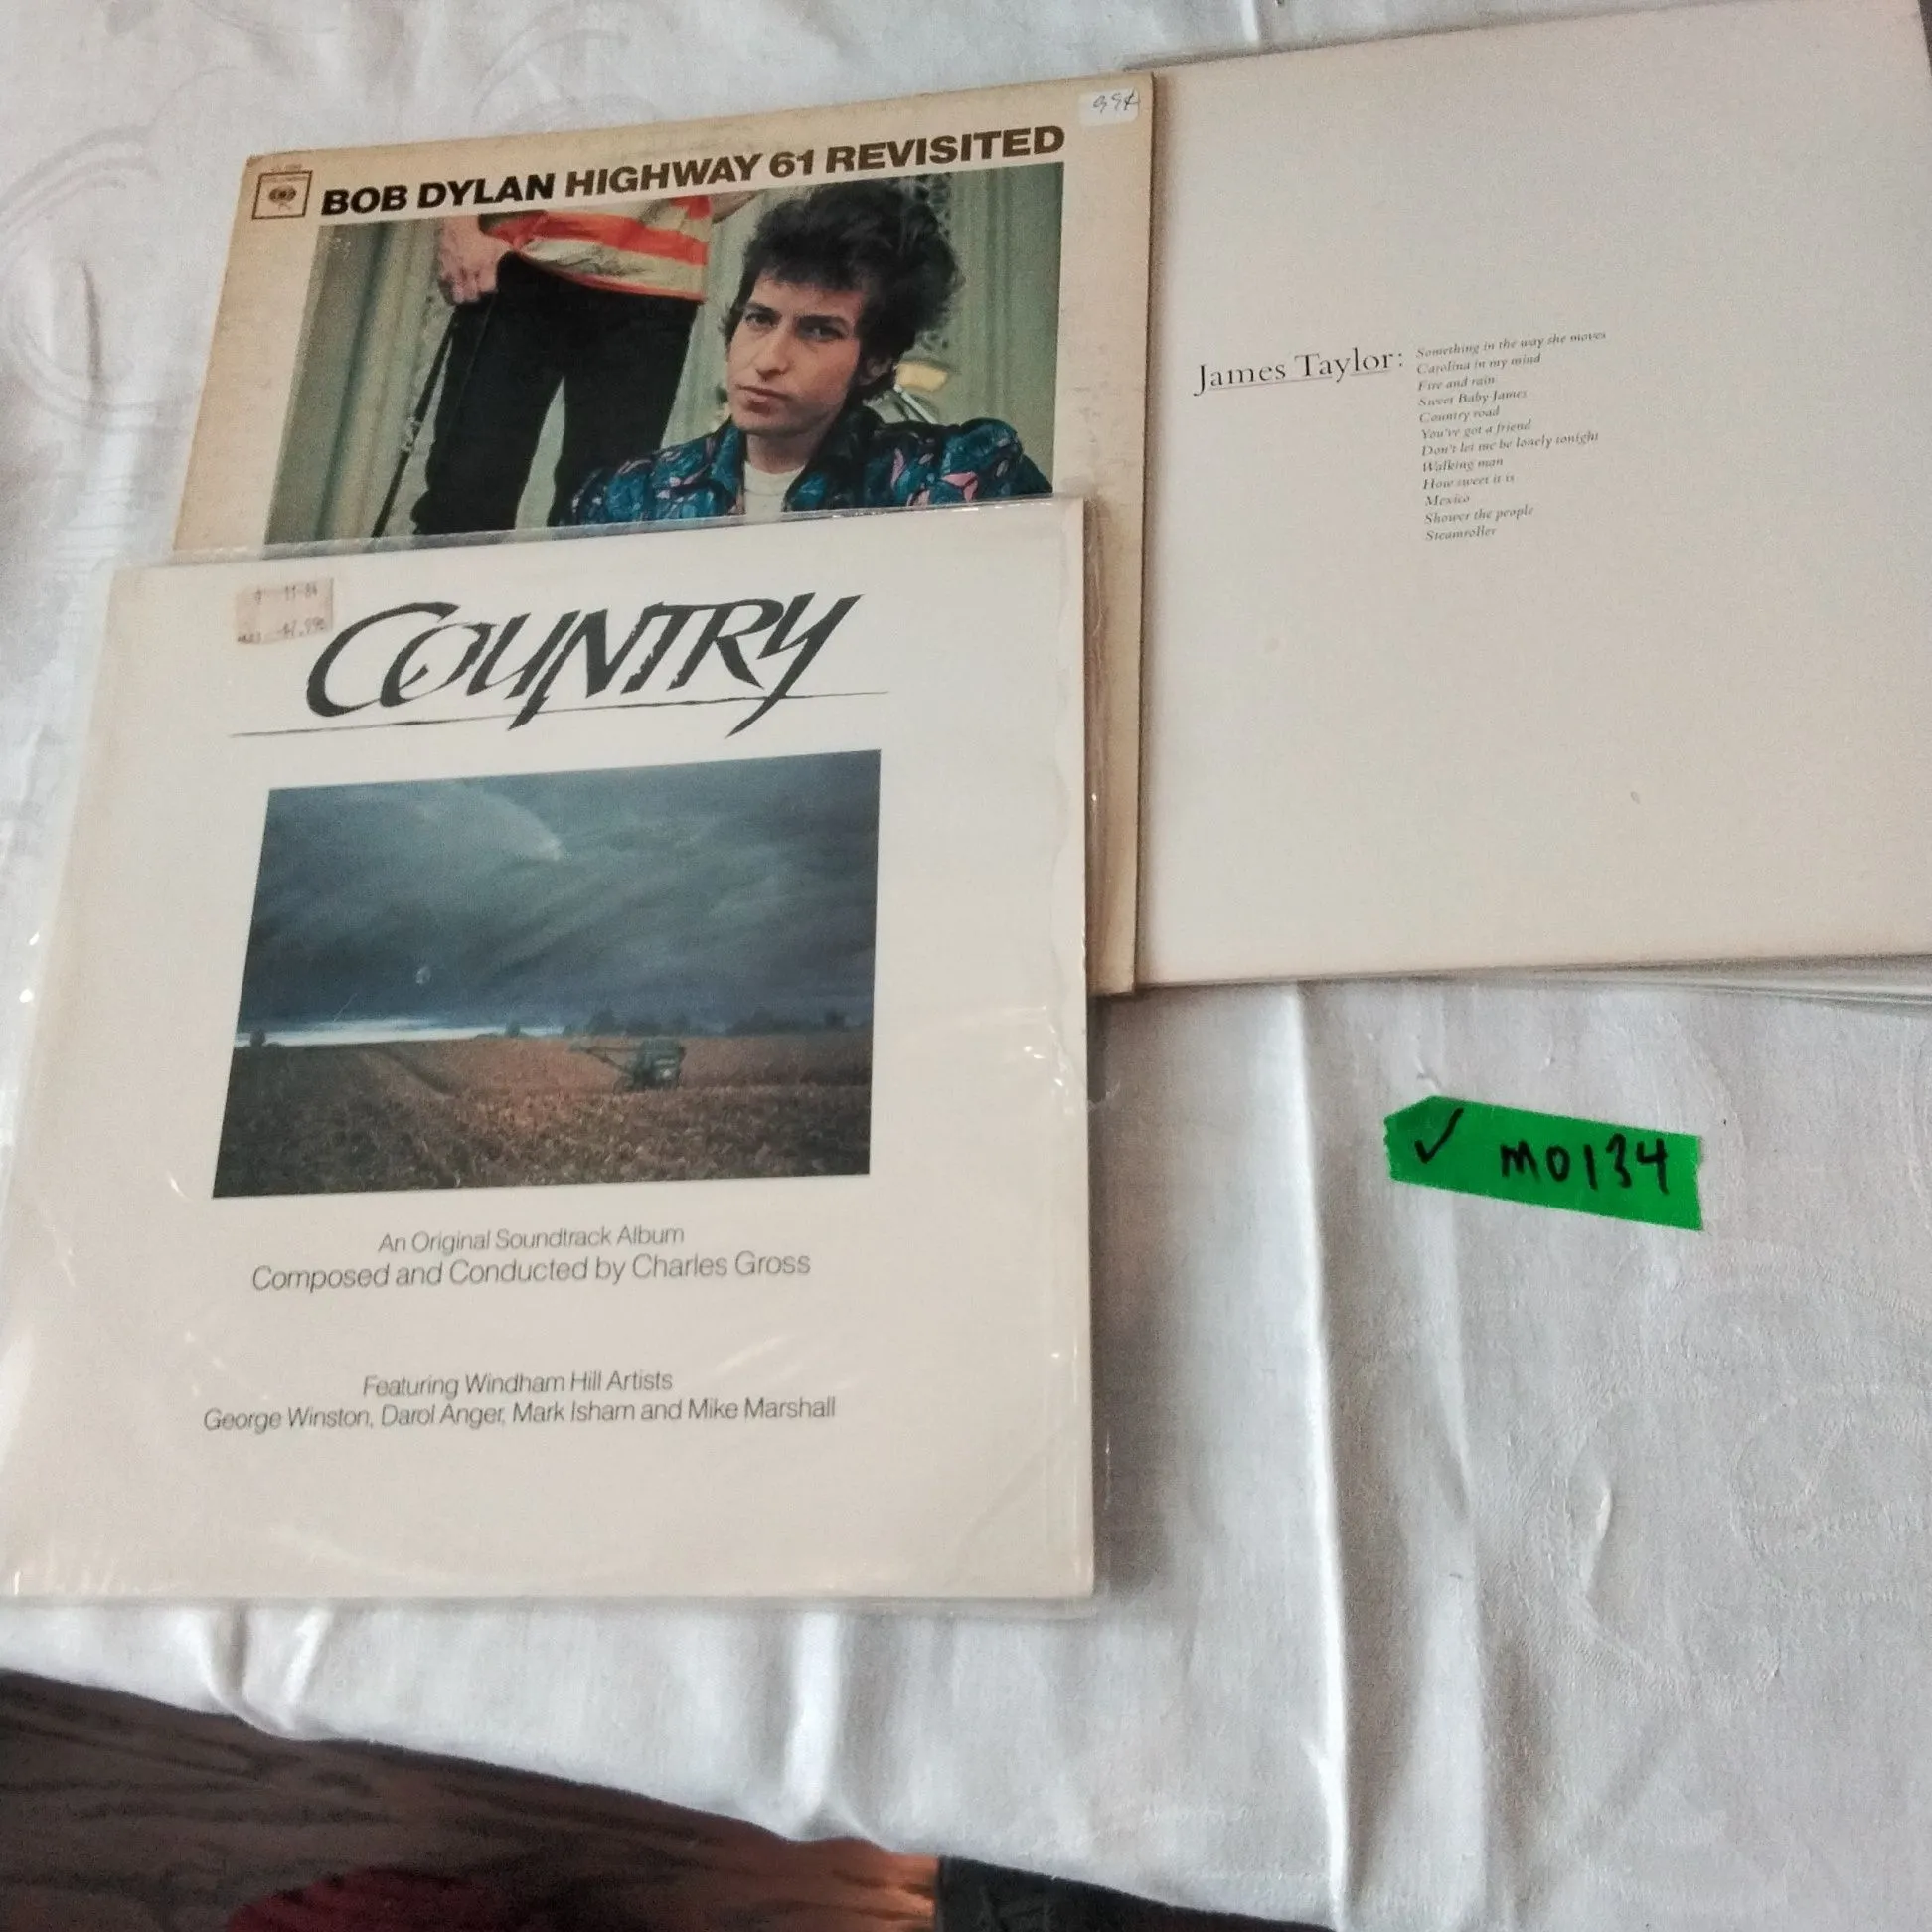 BOB DYLAN HIGHWAY 61 REVISITED
99¢
James Taylor:
Something in the way she moves
Carolina in my mind
Fire and rain
Sweet Baby James
Country road
You've got a friend
Don't let me be lonely tonight
Walking man
How sweet it is
Mexico
Shower the people
Steamroller
11-84
COUNTRY
An Original Soundtrack Album
Composed and Conducted by Charles Gross
Featuring Windham Hill Artists
George Winston, Darol Anger, Mark Isham and Mike Marshall
✓ M0134